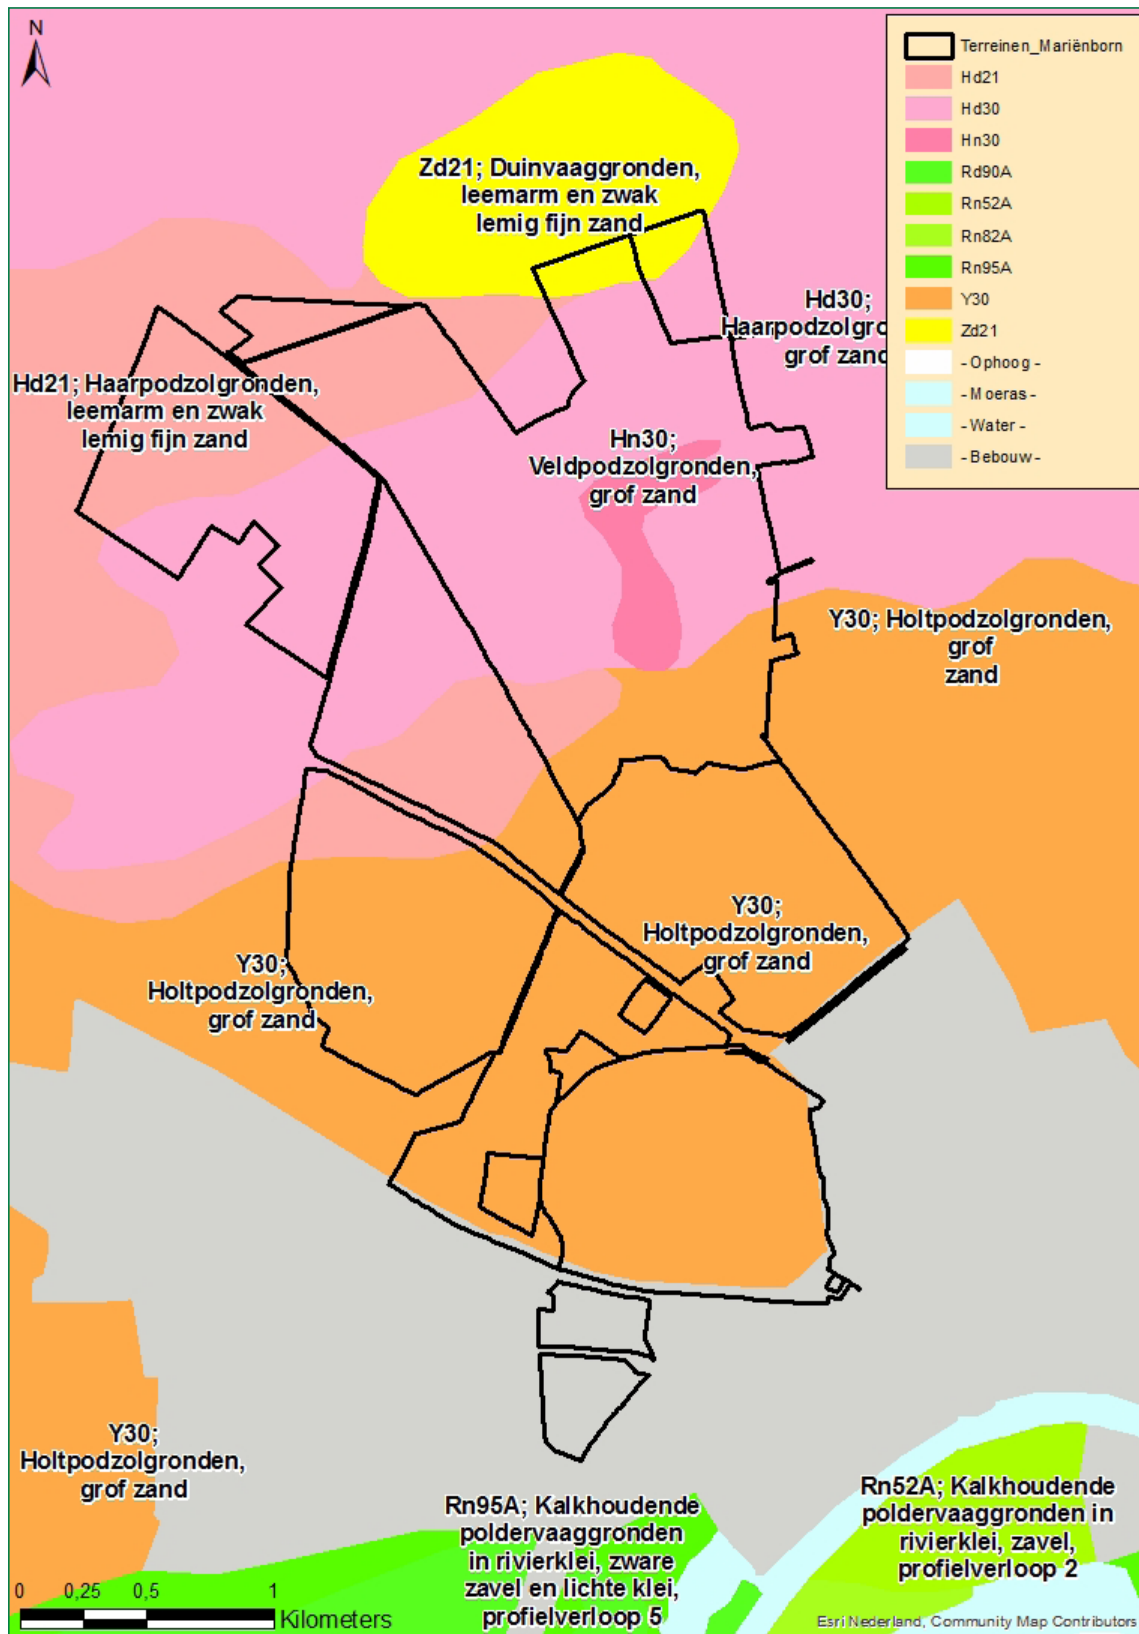 N
Terreinen_Mariënborn
Hd21
Hd30
Hn30
Rd90A
Rn52A
Rn82A
Rn95A
Y30
Zd21
- Ophoog -
- Moeras -
- Water -
- Bebouw -
Zd21; Duinvaaggronden,
leemarm en zwak
lemig fijn zand
Hd30;
Haarpodzolgro
grof zand
Hd21; Haarpodzolgronden,
leemarm en zwak
lemig fijn zand
Hn30;
Veldpodzolgronden,
grof zand
Y30; Holtpodzolgronden,
grof
zand
Y30;
Holtpodzolgronden,
grof zand
Y30;
Holtpodzolgronden,
grof zand
Y30;
Holtpodzolgronden,
grof zand
Rn95A; Kalkhoudende
poldervaaggronden
in rivierklei, zware
zavel en lichte klei,
profielverloop 5
Rn52A; Kalkhoudende
poldervaaggronden in
rivierklei, zavel,
profielverloop 2
0 0,25 0,5 1
Kilometers
Esri Nederland, Community Map Contributors